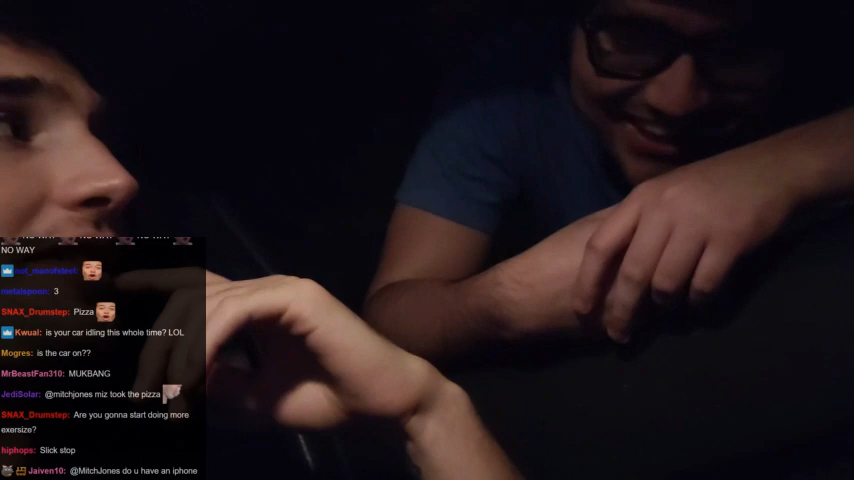 NO WAY
metalspoon: 3
SNAX_Drumstep: Pizza
Kwual: is your car idling this whole time? LOL
Mogres: is the car on??
MrBeastFan310: MUKBANG
JediSolar: @mitchjones miz took the pizza
SNAX_Drumstep: Are you gonna start doing more
exersize?
hiphops: Slick stop
Jaiven10: @MitchJones do u have an iphone